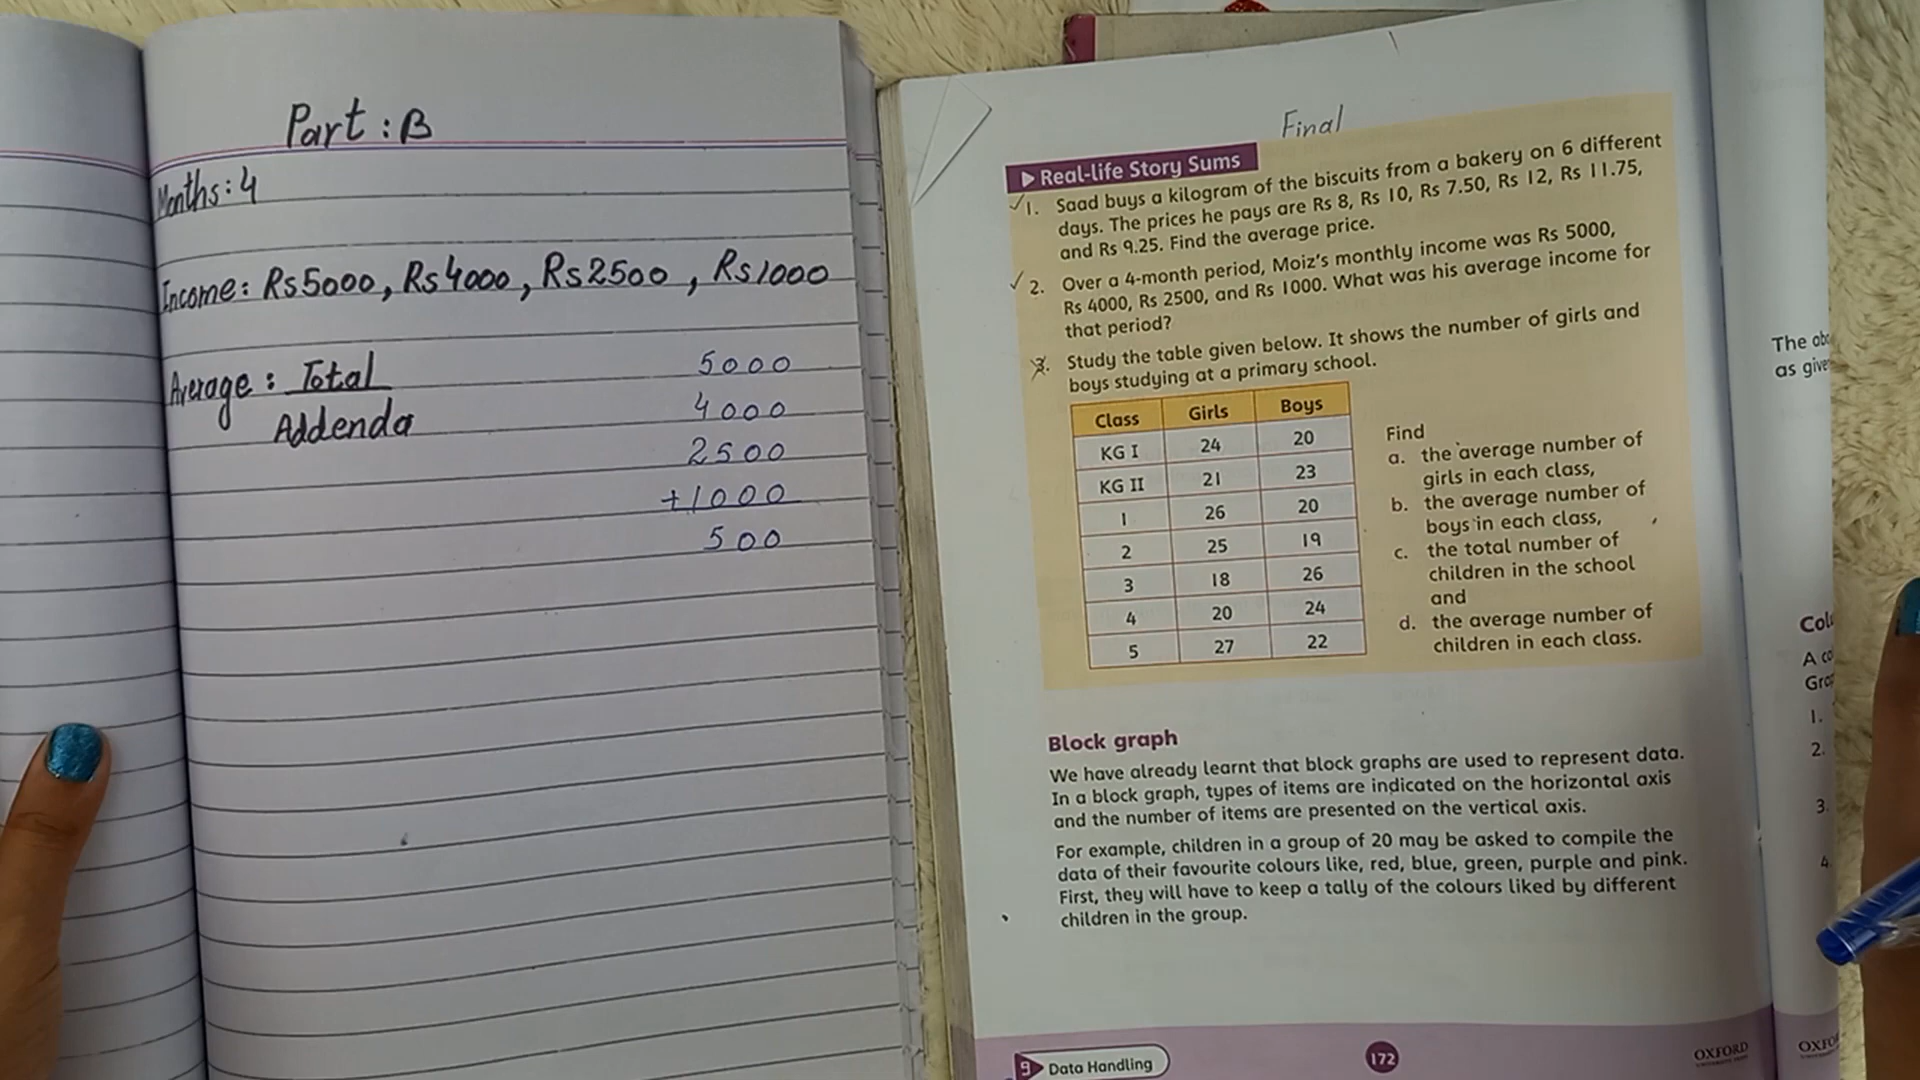 Part : B
Months : 4
Income : Rs 5000, Rs 4000, Rs 2500, Rs 1000
Average : Total
Addenda
5000
4000
2500
+1000
500
Final
Real-life Story Sums
1. Saad buys a kilogram of the biscuits from a bakery on 6 different
days. The prices he pays are Rs 8, Rs 10, Rs 7.50, Rs 12, Rs 11.75,
and Rs 9.25. Find the average price.
2. Over a 4-month period, Moiz's monthly income was Rs 5000,
Rs 4000, Rs 2500, and Rs 1000. What was his average income for
that period?
3. Study the table given below. It shows the number of girls and
boys studying at a primary school.
Class Girls Boys
KG I 24 20
KG II 21 23
1 26 20
2 25 19
3 18 26
4 20 24
5 27 22
Find
a. the average number of
girls in each class,
b. the average number of
boys in each class,
c. the total number of
children in the school
and
d. the average number of
children in each class.
Block graph
We have already learnt that block graphs are used to represent data.
In a block graph, types of items are indicated on the horizontal axis
and the number of items are presented on the vertical axis.
For example, children in a group of 20 may be asked to compile the
data of their favourite colours like, red, blue, green, purple and pink.
First, they will have to keep a tally of the colours liked by different
children in the group.
9 Data Handling
172
OXFORD
The
as
A
1.
2.
3.
4.